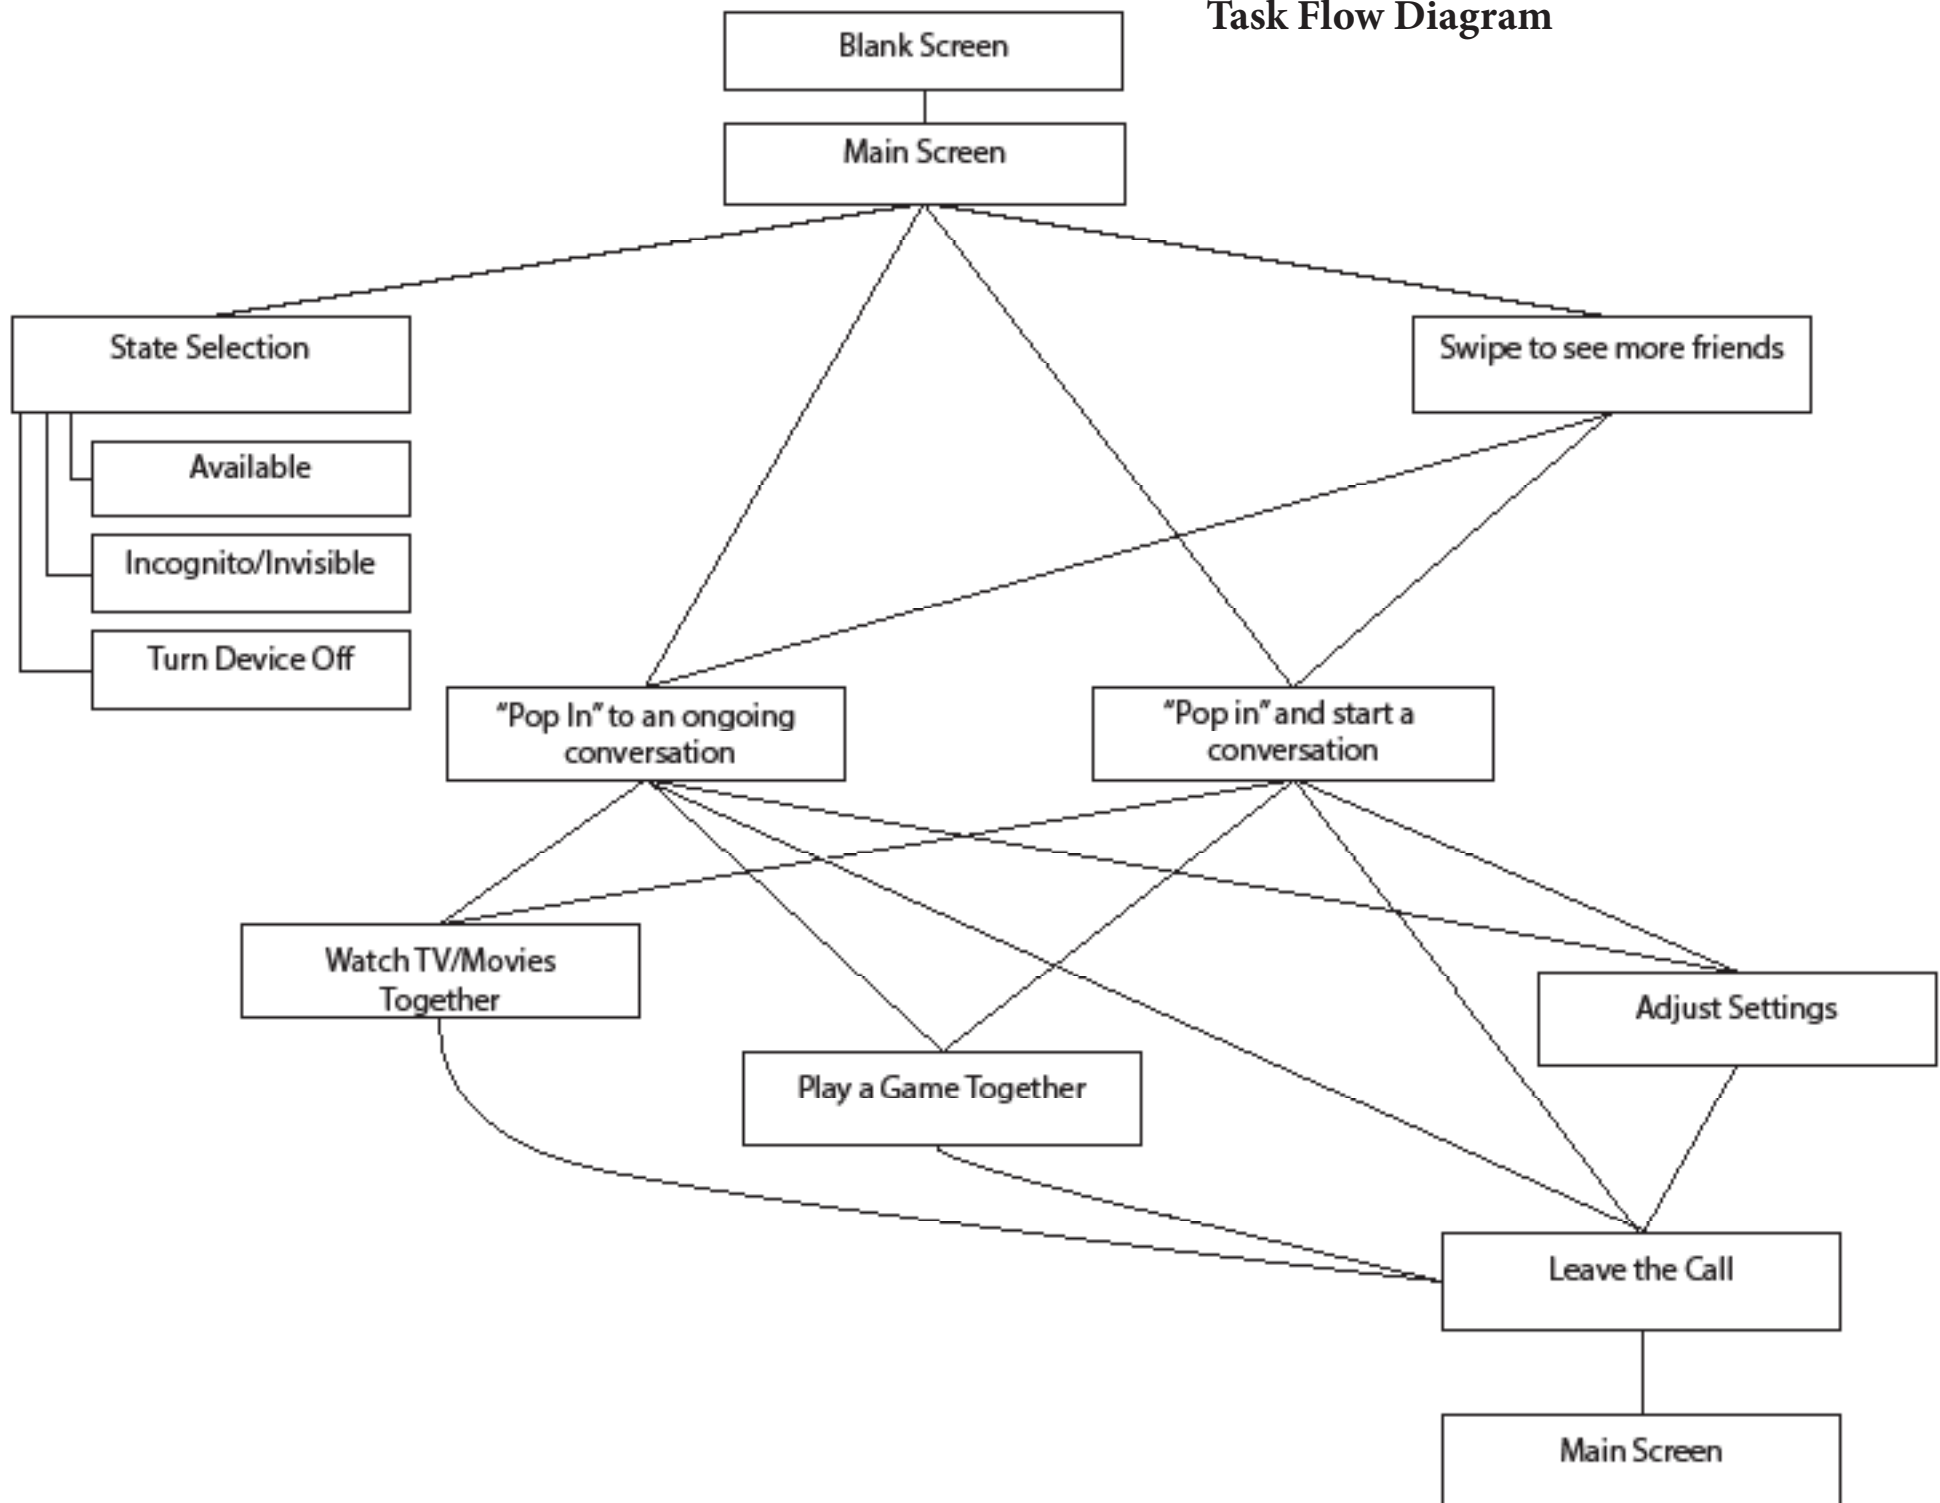 Task Flow Diagram
Blank Screen
Main Screen
State Selection
Swipe to see more friends
Available
Incognito/Invisible
Turn Device Off
“Pop In” to an ongoing
conversation
“Pop in” and start a
conversation
Watch TV/Movies
Together
Adjust Settings
Play a Game Together
Leave the Call
Main Screen